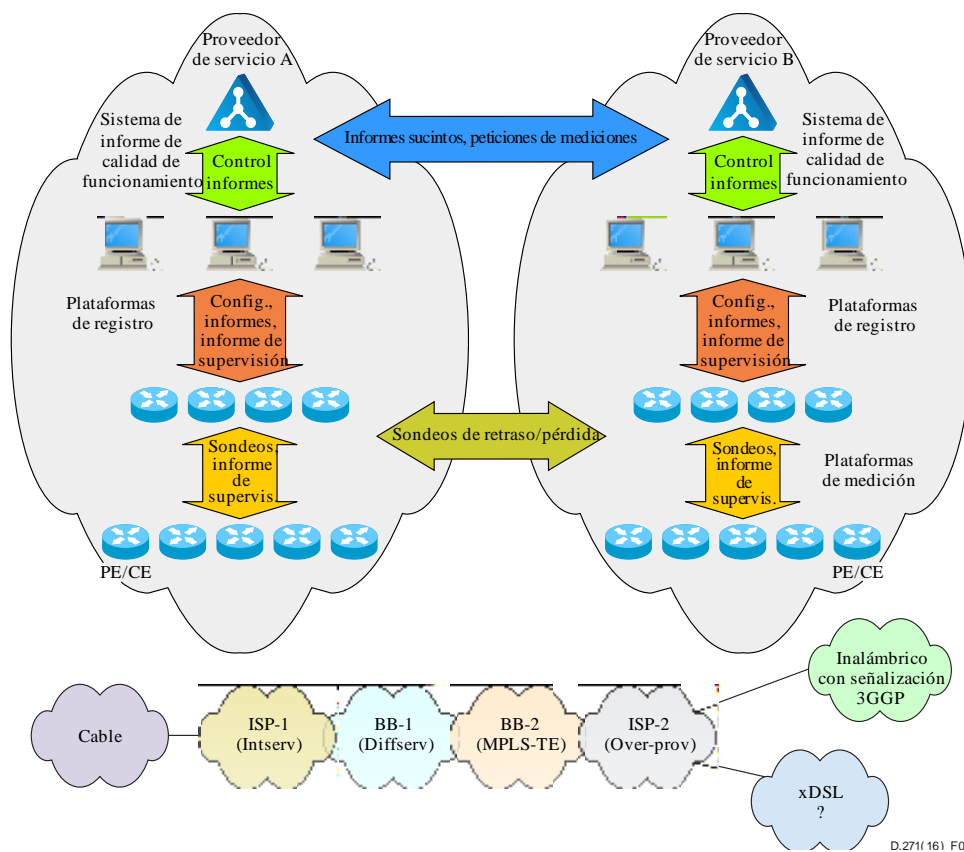 Proveedor
de servicio A
Sistema de
informe de
calidad de
funcionamiento
Control
informes
Informes sucintos, peticiones de mediciones
Proveedor
de servicio B
Control
informes
Sistema de
informe de
calidad de
funcionamiento
Plataformas
de registro
Config.,
informes,
informe de
supervisión
Config.,
informes,
informe de
supervisión
Plataformas
de registro
Sondeos de retraso/pérdida
Sondeos,
informe
de
supervis.
Sondeos,
informe
de
supervis.
Plataformas
de medición
PE/CE
PE/CE
Cable
ISP-1
(Intserv)
BB-1
(Diffserv)
BB-2
(MPLS-TE)
ISP-2
(Over-prov)
Inalámbrico
con señalización
3GGP
xDSL
?
D.271(16)_F0